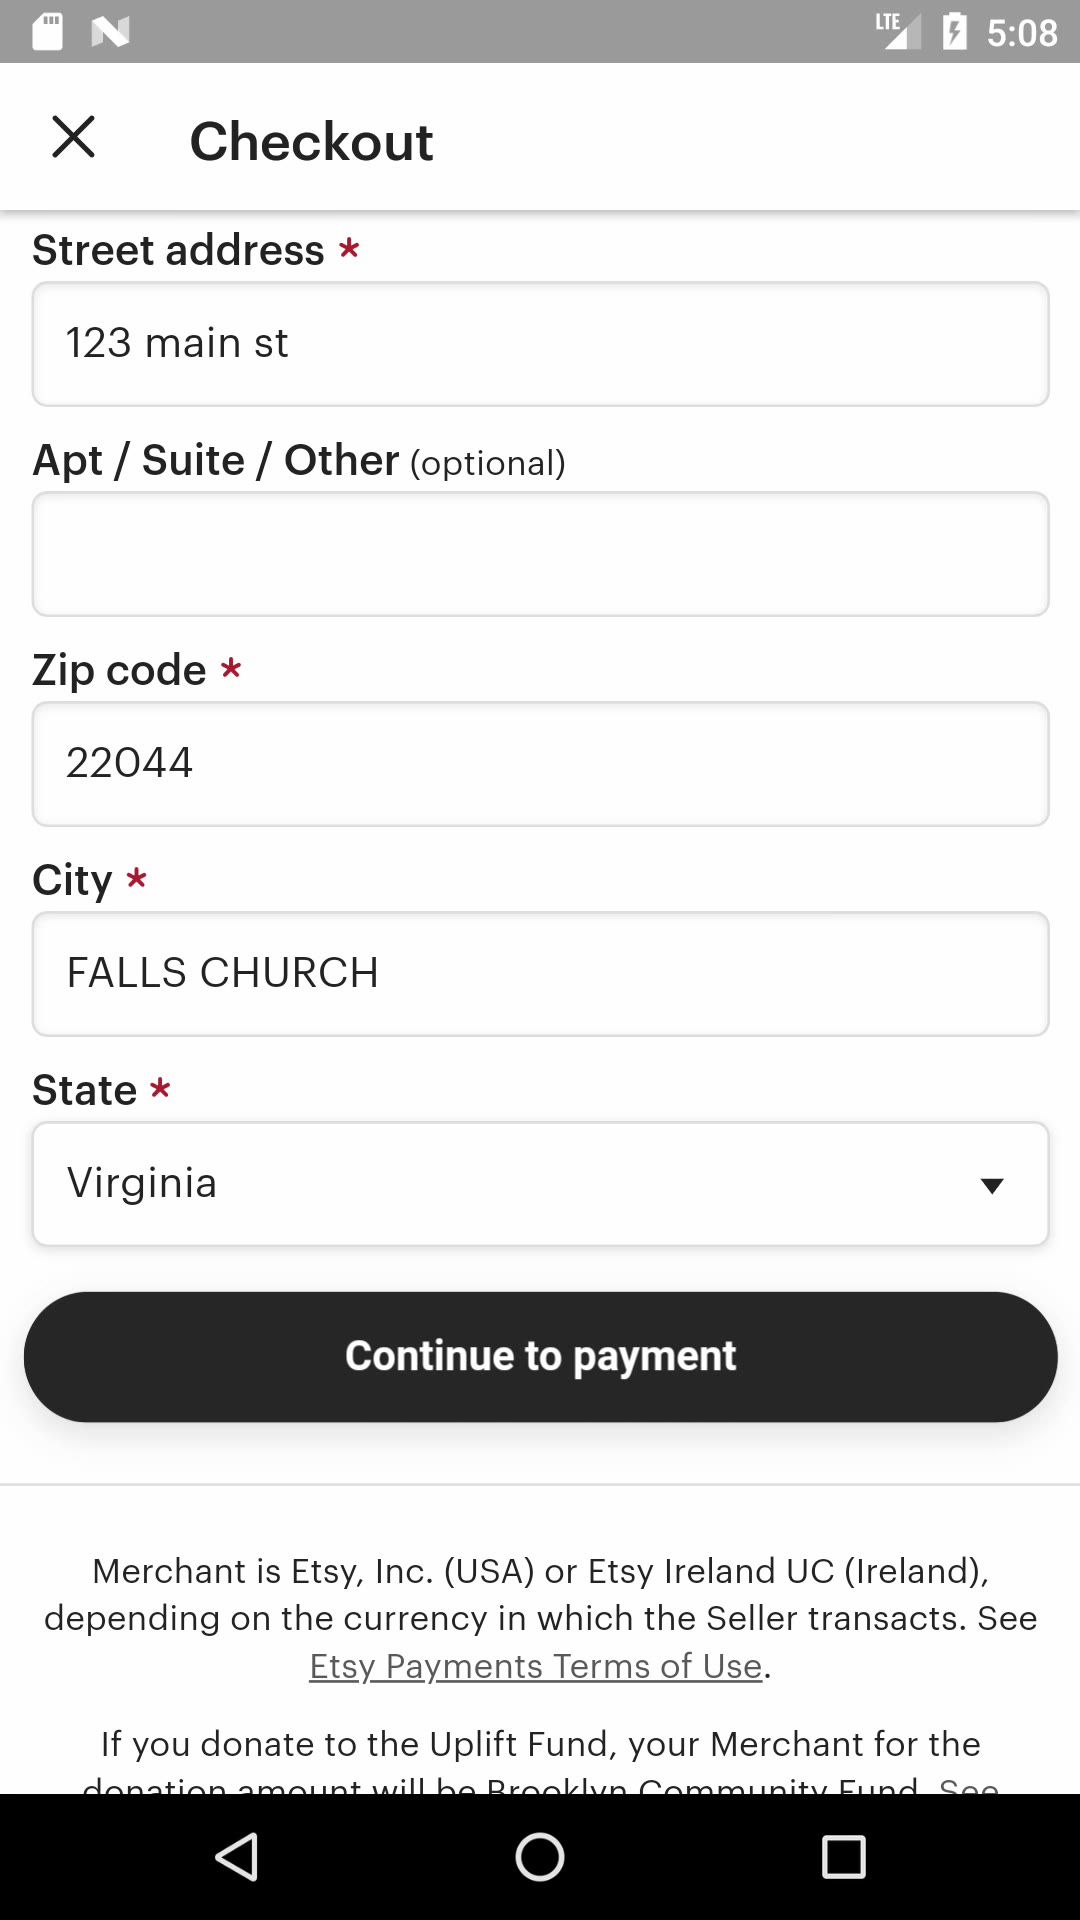 LTE 5:08
Checkout
Street address *
123 main st
Apt / Suite / Other (optional)
Zip code *
22044
City *
FALLS CHURCH
State *
Virginia
Continue to payment
Merchant is Etsy, Inc. (USA) or Etsy Ireland UC (Ireland),
depending on the currency in which the Seller transacts. See
Etsy Payments Terms of Use.
If you donate to the Uplift Fund, your Merchant for the
donation amount will be Brooklyn Community Fund. See